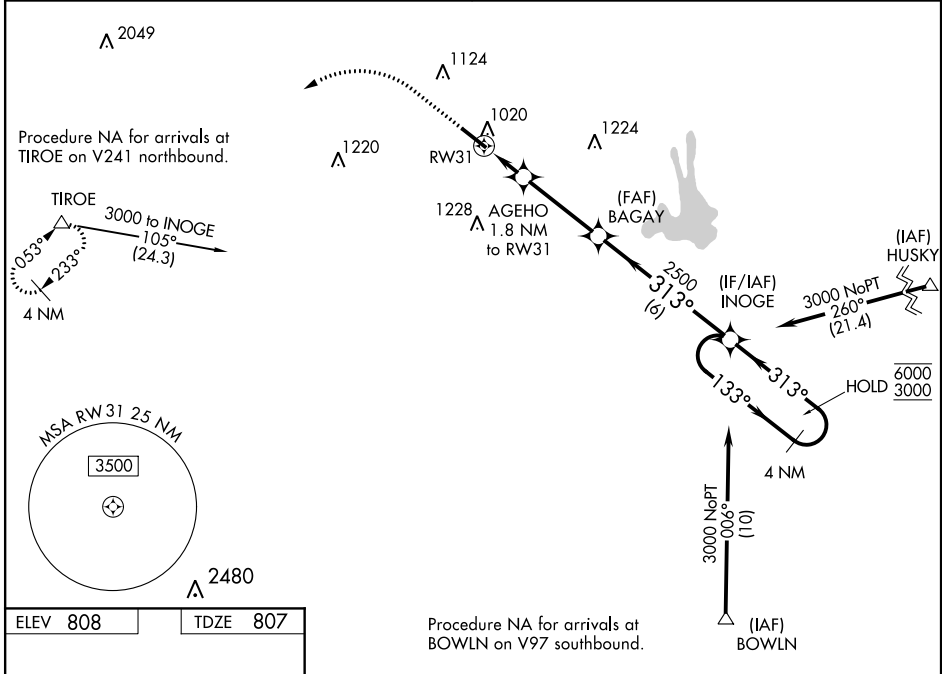 2049
1124
1020
1224
1220
RW31
Procedure NA for arrivals at
TIROE on V241 northbound.
TIROE
3000 to INOGE
105°
(24.3)
053°
233°
4 NM
1228
AGEHO
1.8 NM
to RW31
(FAF)
BAGAY
2500
313°
(6)
(IF/IAF)
INOGE
(IAF)
HUSKY
3000 NoPT
260°
(21.4)
313°
133°
HOLD
6000
3000
4 NM
MSA RW 31 25 NM
3500
3000 NoPT
006°
(10)
2480
ELEV 808
TDZE 807
Procedure NA for arrivals at
BOWLN on V97 southbound.
(IAF)
BOWLN